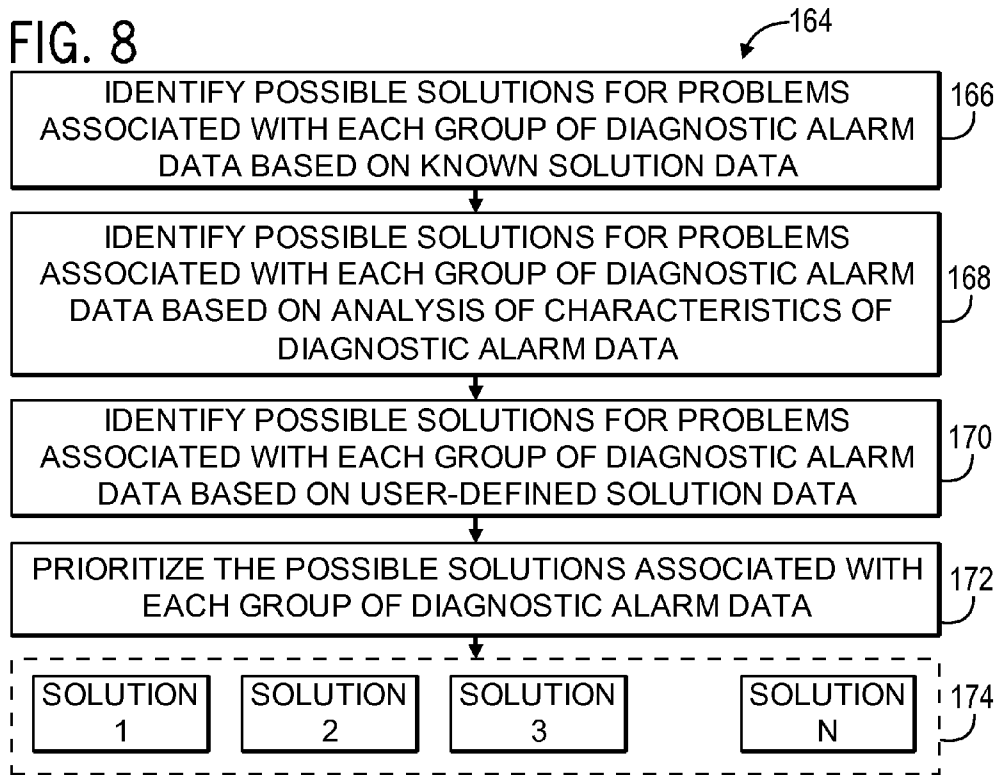 FIG. 8
164
IDENTIFY POSSIBLE SOLUTIONS FOR PROBLEMS
ASSOCIATED WITH EACH GROUP OF DIAGNOSTIC ALARM
DATA BASED ON KNOWN SOLUTION DATA
166
IDENTIFY POSSIBLE SOLUTIONS FOR PROBLEMS
ASSOCIATED WITH EACH GROUP OF DIAGNOSTIC ALARM
DATA BASED ON ANALYSIS OF CHARACTERISTICS OF
DIAGNOSTIC ALARM DATA
168
IDENTIFY POSSIBLE SOLUTIONS FOR PROBLEMS
ASSOCIATED WITH EACH GROUP OF DIAGNOSTIC ALARM
DATA BASED ON USER-DEFINED SOLUTION DATA
170
PRIORITIZE THE POSSIBLE SOLUTIONS ASSOCIATED WITH
EACH GROUP OF DIAGNOSTIC ALARM DATA
172
SOLUTION
1
SOLUTION
2
SOLUTION
3
SOLUTION
N
174